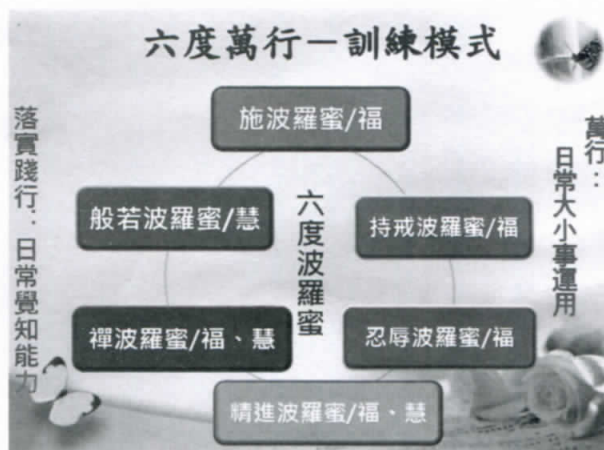 六度萬行－訓練模式
施波羅蜜/福
持戒波羅蜜/福
忍辱波羅蜜/福
精進波羅蜜/福、慧
禪波羅蜜/福、慧
般若波羅蜜/慧
六度波羅蜜
萬行：
日常大小事運用
落實踐行：日常覺知能力